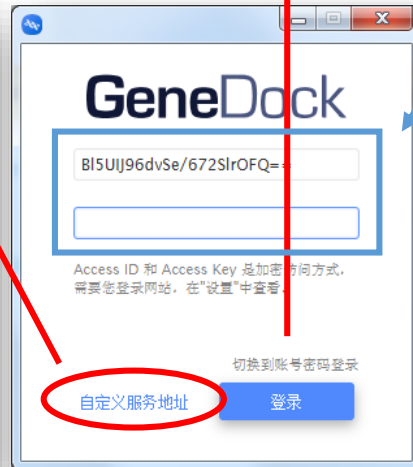 GeneDock
Bl5UIJ96dvSe/672SlrOFQ==
Access ID 和 Access Key 是加密访问方式，
需要您登录网站，在"设置"中查看。
切换到账号密码登录
自定义服务地址
登录